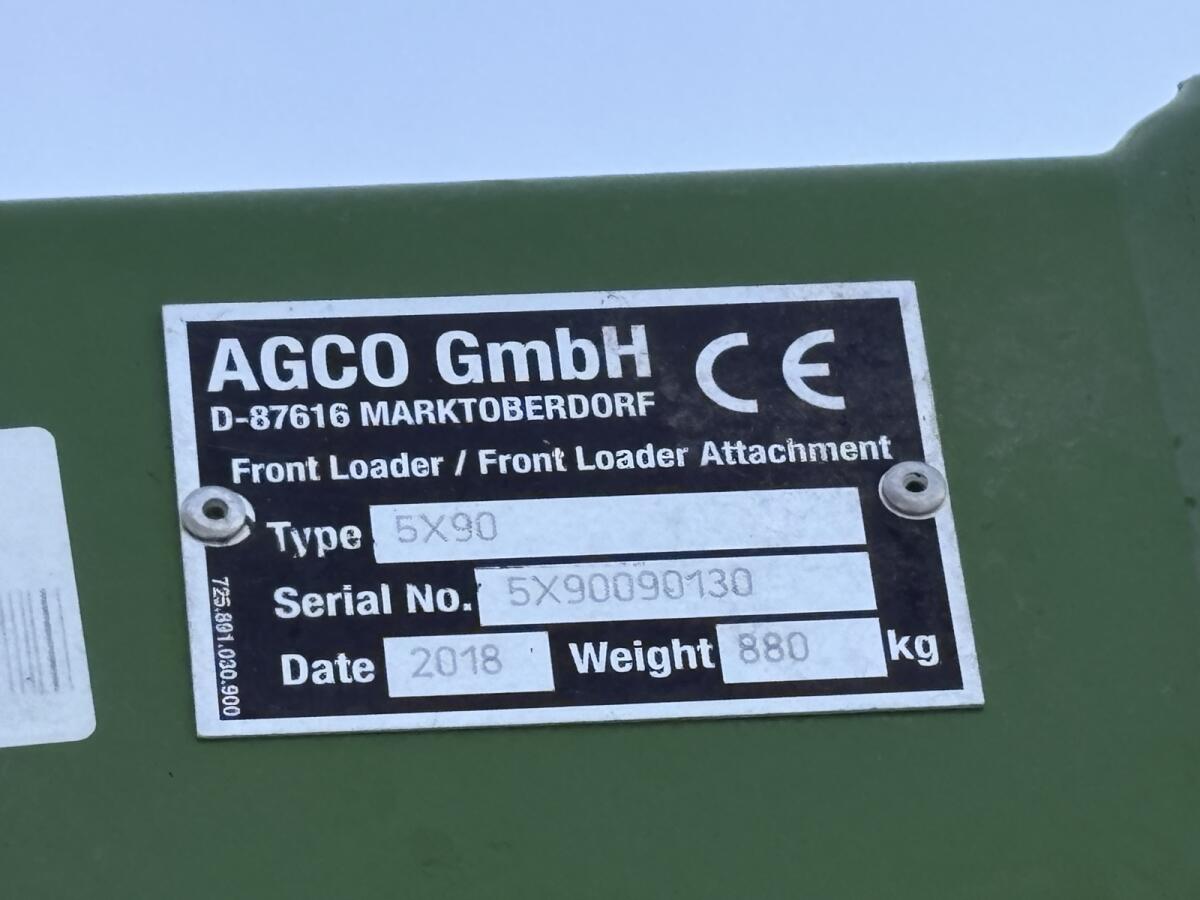 AGCO GmbH CE
D-87616 MARKTOBERDORF
Front Loader / Front Loader Attachment
Type 5X90
Serial No. 5X90090130
Date 2018 Weight 880 kg
725.891.030.900